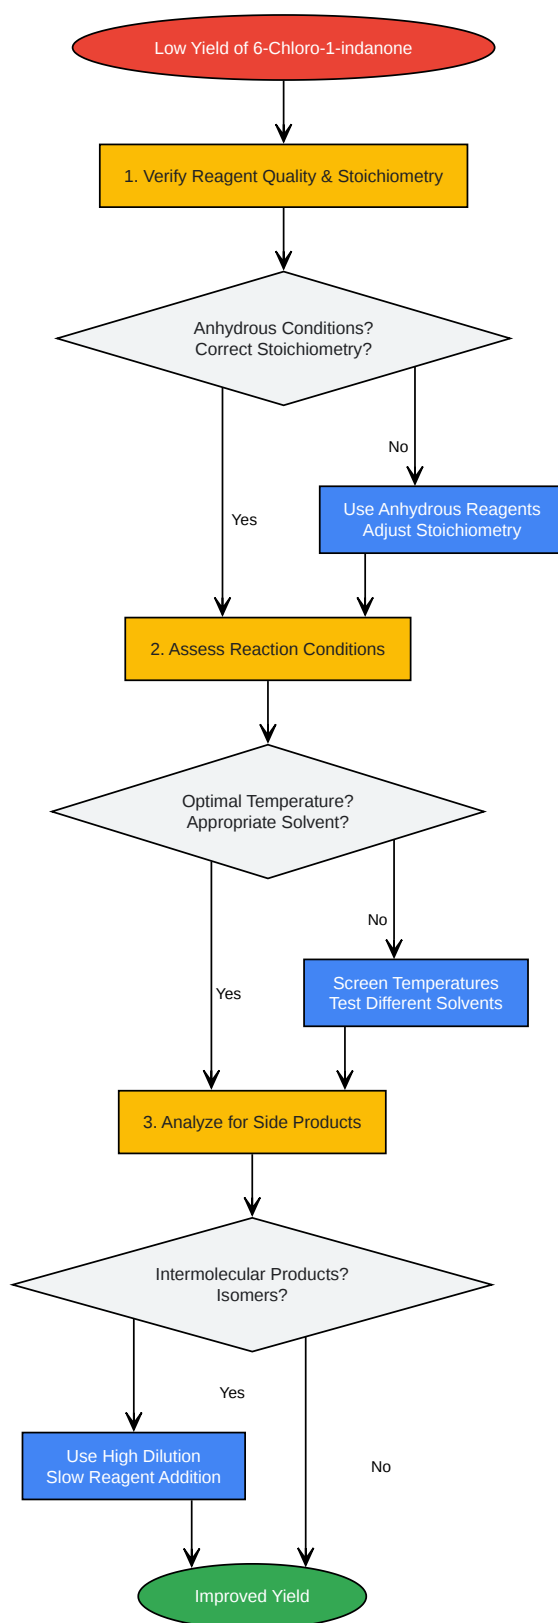 Low Yield of 6-Chloro-1-indanone
1. Verify Reagent Quality & Stoichiometry
Anhydrous Conditions?
Correct Stoichiometry?
No
Use Anhydrous Reagents
Adjust Stoichiometry
Yes
2. Assess Reaction Conditions
Optimal Temperature?
Appropriate Solvent?
No
Screen Temperatures
Test Different Solvents
Yes
3. Analyze for Side Products
Intermolecular Products?
Isomers?
Yes
Use High Dilution
Slow Reagent Addition
No
Improved Yield